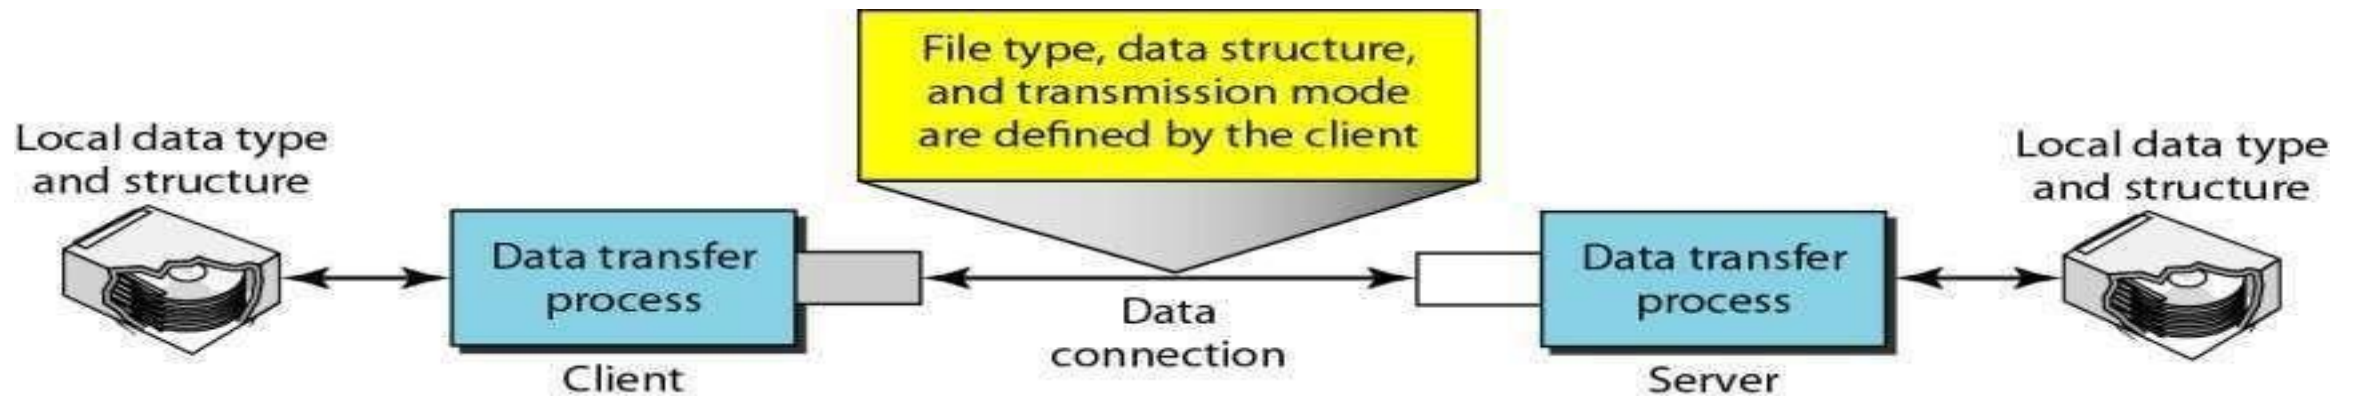 File type, data structure,
and transmission mode
are defined by the client
Local data type
and structure
Data transfer
process
Client
Data
connection
Data transfer
process
Server
Local data type
and structure